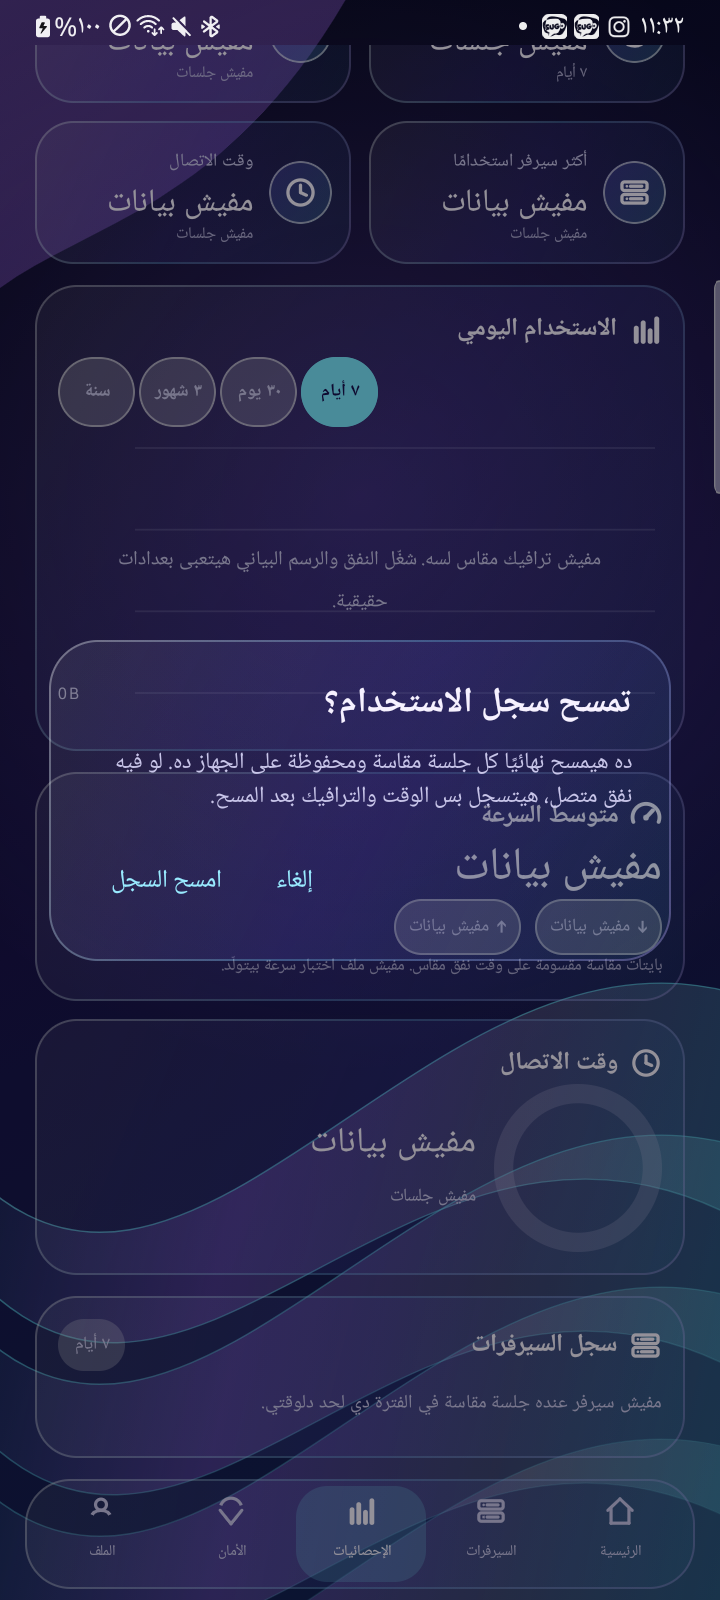 %١٠٠
١١:٣٢
مفيش جلسات
مفيش بيانات
٧ أيام
مفيش جلسات
أكثر سيرفر استخدامًا
مفيش بيانات
مفيش جلسات
وقت الاتصال
مفيش بيانات
مفيش جلسات
الاستخدام اليومي
٧ أيام
٣٠ يوم
٣ شهور
سنة
مفيش ترافيك مقاس لسه. شغّل النفق والرسم البياني هيتعبى بعدادات
حقيقية.
0B
تمسح سجل الاستخدام؟
ده هيمسح نهائيًا كل جلسة مقاسة ومحفوظة على الجهاز ده. لو فيه
نفق متصل، هيتسجل بس الوقت والترافيك بعد المسح.
إلغاء
امسح السجل
متوسط السرعة
مفيش بيانات
↓ مفيش بيانات
↑ مفيش بيانات
بايتات مقاسة مقسومة على وقت نفق مقاس. مفيش ملف اختبار سرعة بيتولّد.
وقت الاتصال
مفيش بيانات
مفيش جلسات
سجل السيرفرات
٧ أيام
مفيش سيرفر عنده جلسة مقاسة في الفترة دي لحد دلوقتي.
الرئيسية
السيرفرات
الإحصائيات
الأمان
الملف